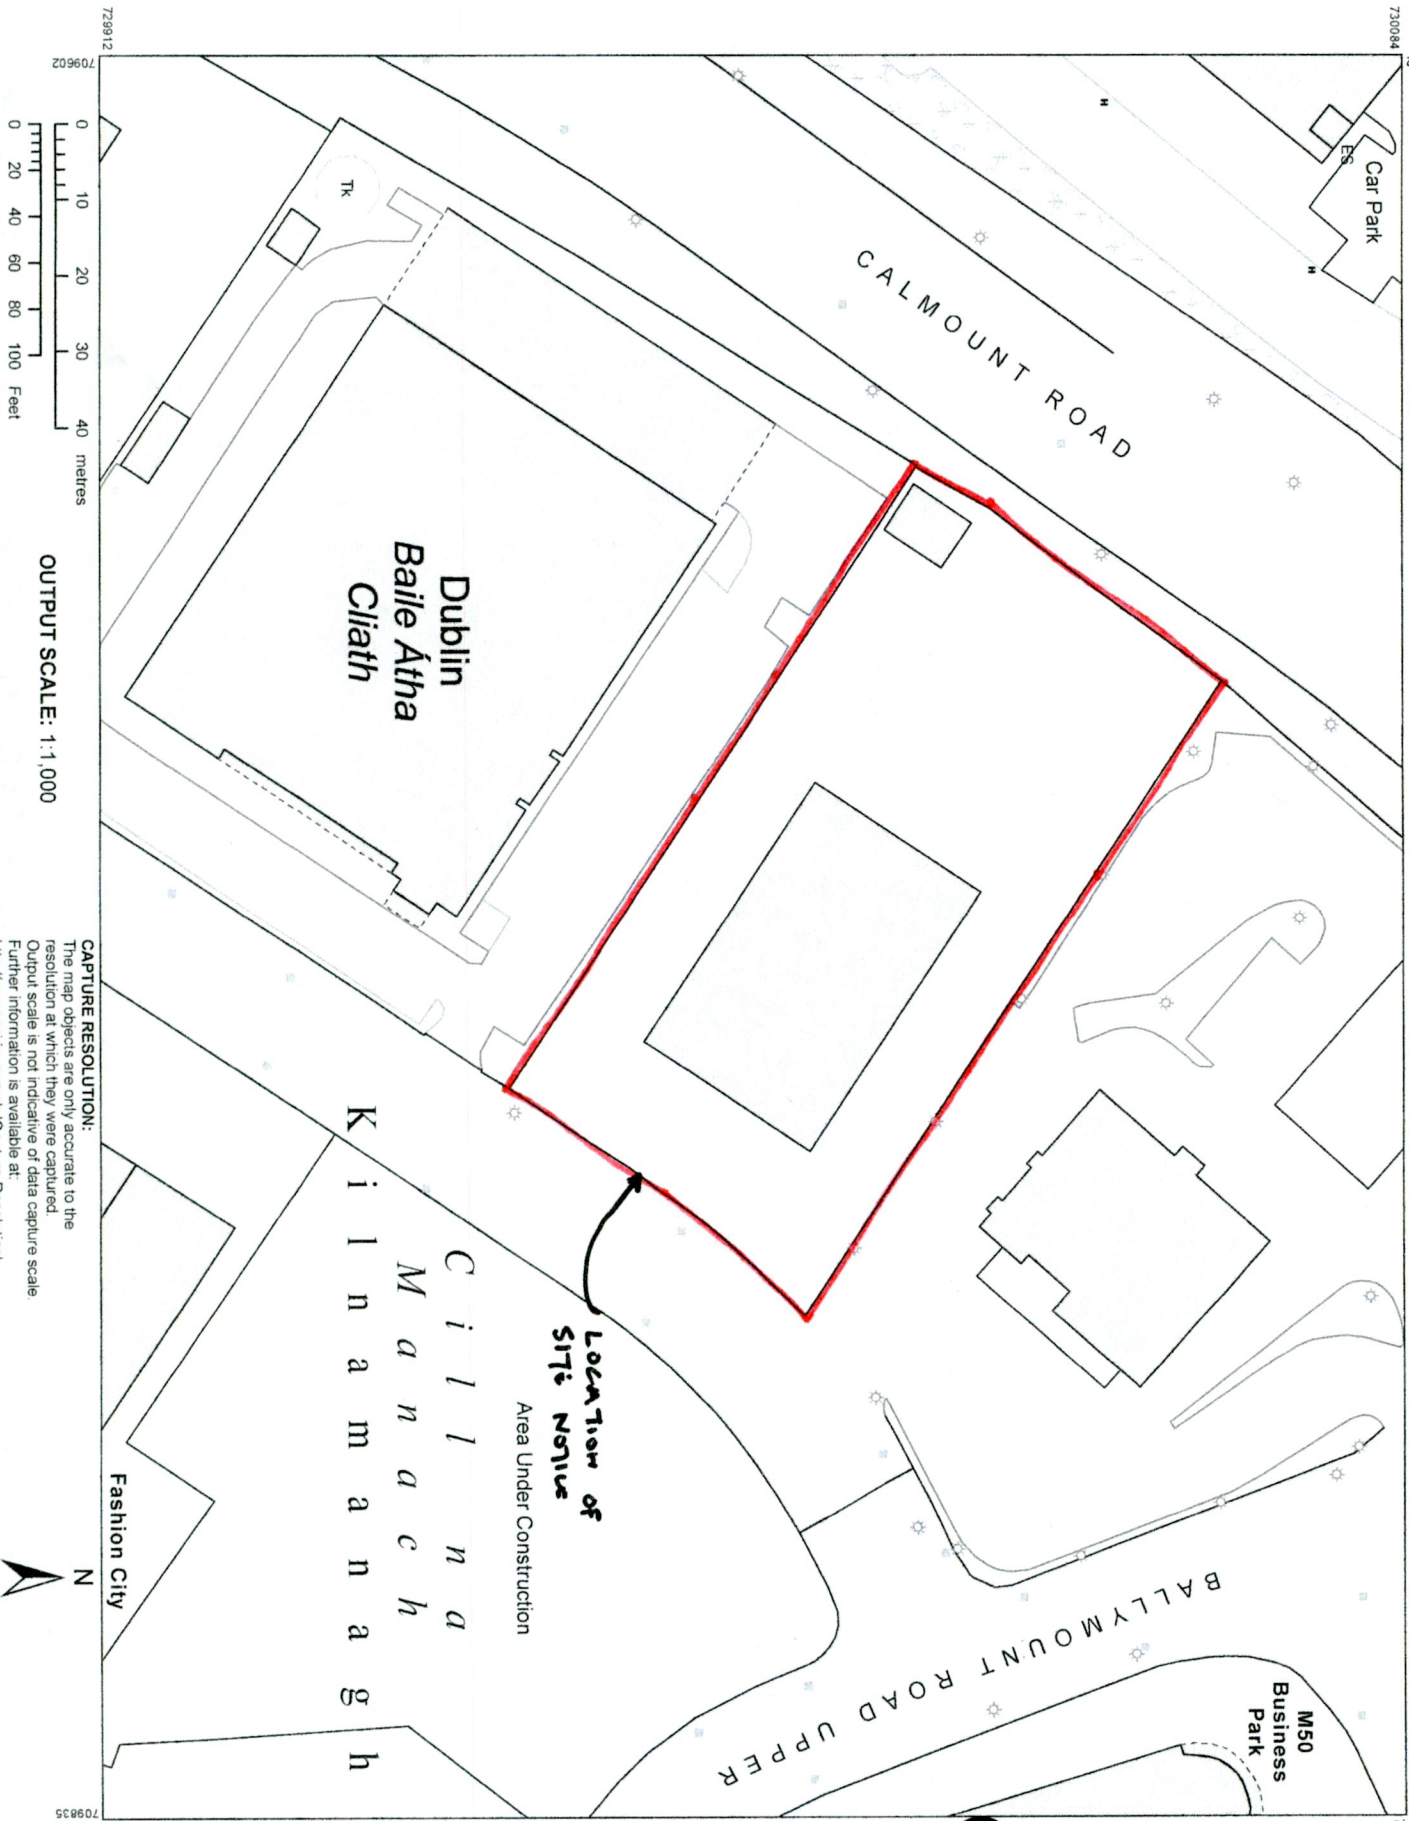 729912
730084
709602
709835
Car Park
ES
H
H
Tk
CALMOUNT ROAD
Dublin
Baile Átha
Cliath
LOCATION OF
SITE NOTICE
Area Under Construction
Cill na
Manach
Kilnamanagh
BALLYMOUNT ROAD UPPER
M50
Business
Park
Fashion City
N
0 10 20 30 40 metres
0 20 40 60 80 100 Feet
OUTPUT SCALE: 1:1,000
CAPTURE RESOLUTION:
The map objects are only accurate to the
resolution at which they were captured.
Output scale is not indicative of data capture scale.
Further information is available at: